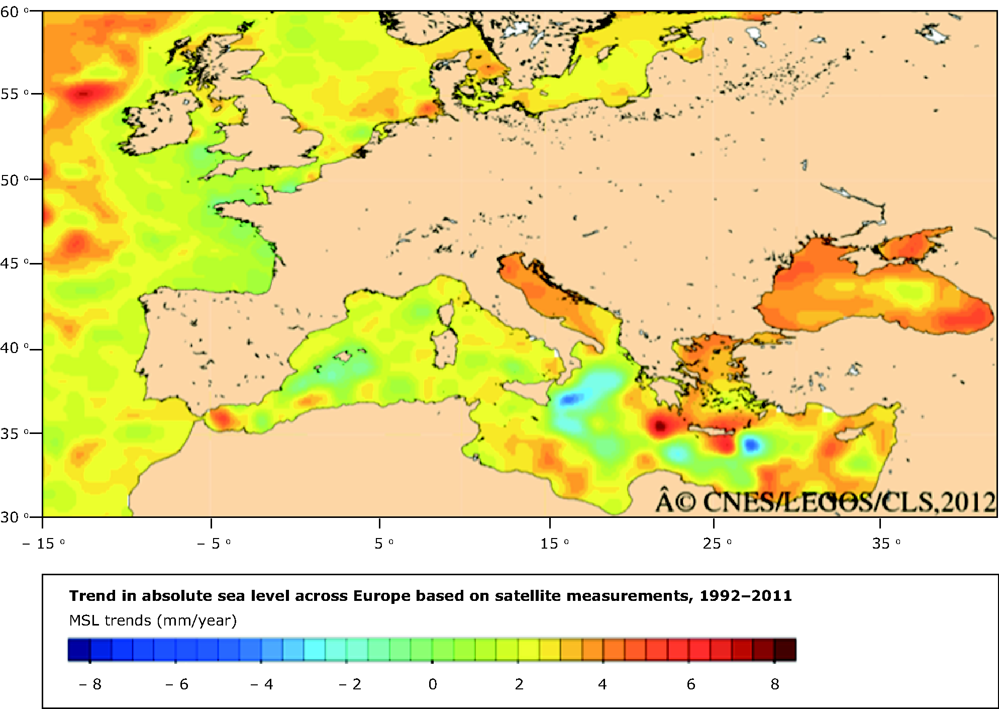 60 °
55 °
50 °
45 °
40 °
35 °
30 °
© CNES/LEGOS/CLS,2012
– 15 ° – 5 ° 5 ° 15 ° 25 ° 35 °
Trend in absolute sea level across Europe based on satellite measurements, 1992–2011
MSL trends (mm/year)
– 8 – 6 – 4 – 2 0 2 4 6 8